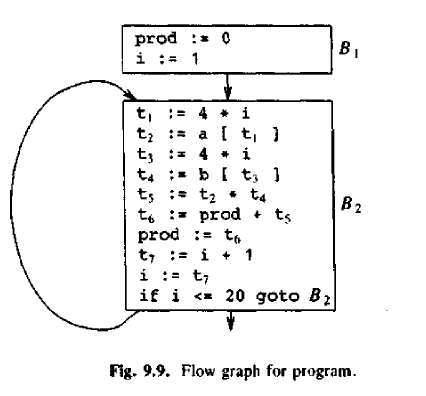 prod := 0
i := 1
B₁
t₁ := 4 * i
t₂ := a [ t₁ ]
t₃ := 4 * i
t₄ := b [ t₃ ]
t₅ := t₂ * t₄
t₆ := prod + t₅
prod := t₆
t₇ := i + 1
i := t₇
if i <= 20 goto B₂
B₂
Fig. 9.9. Flow graph for program.